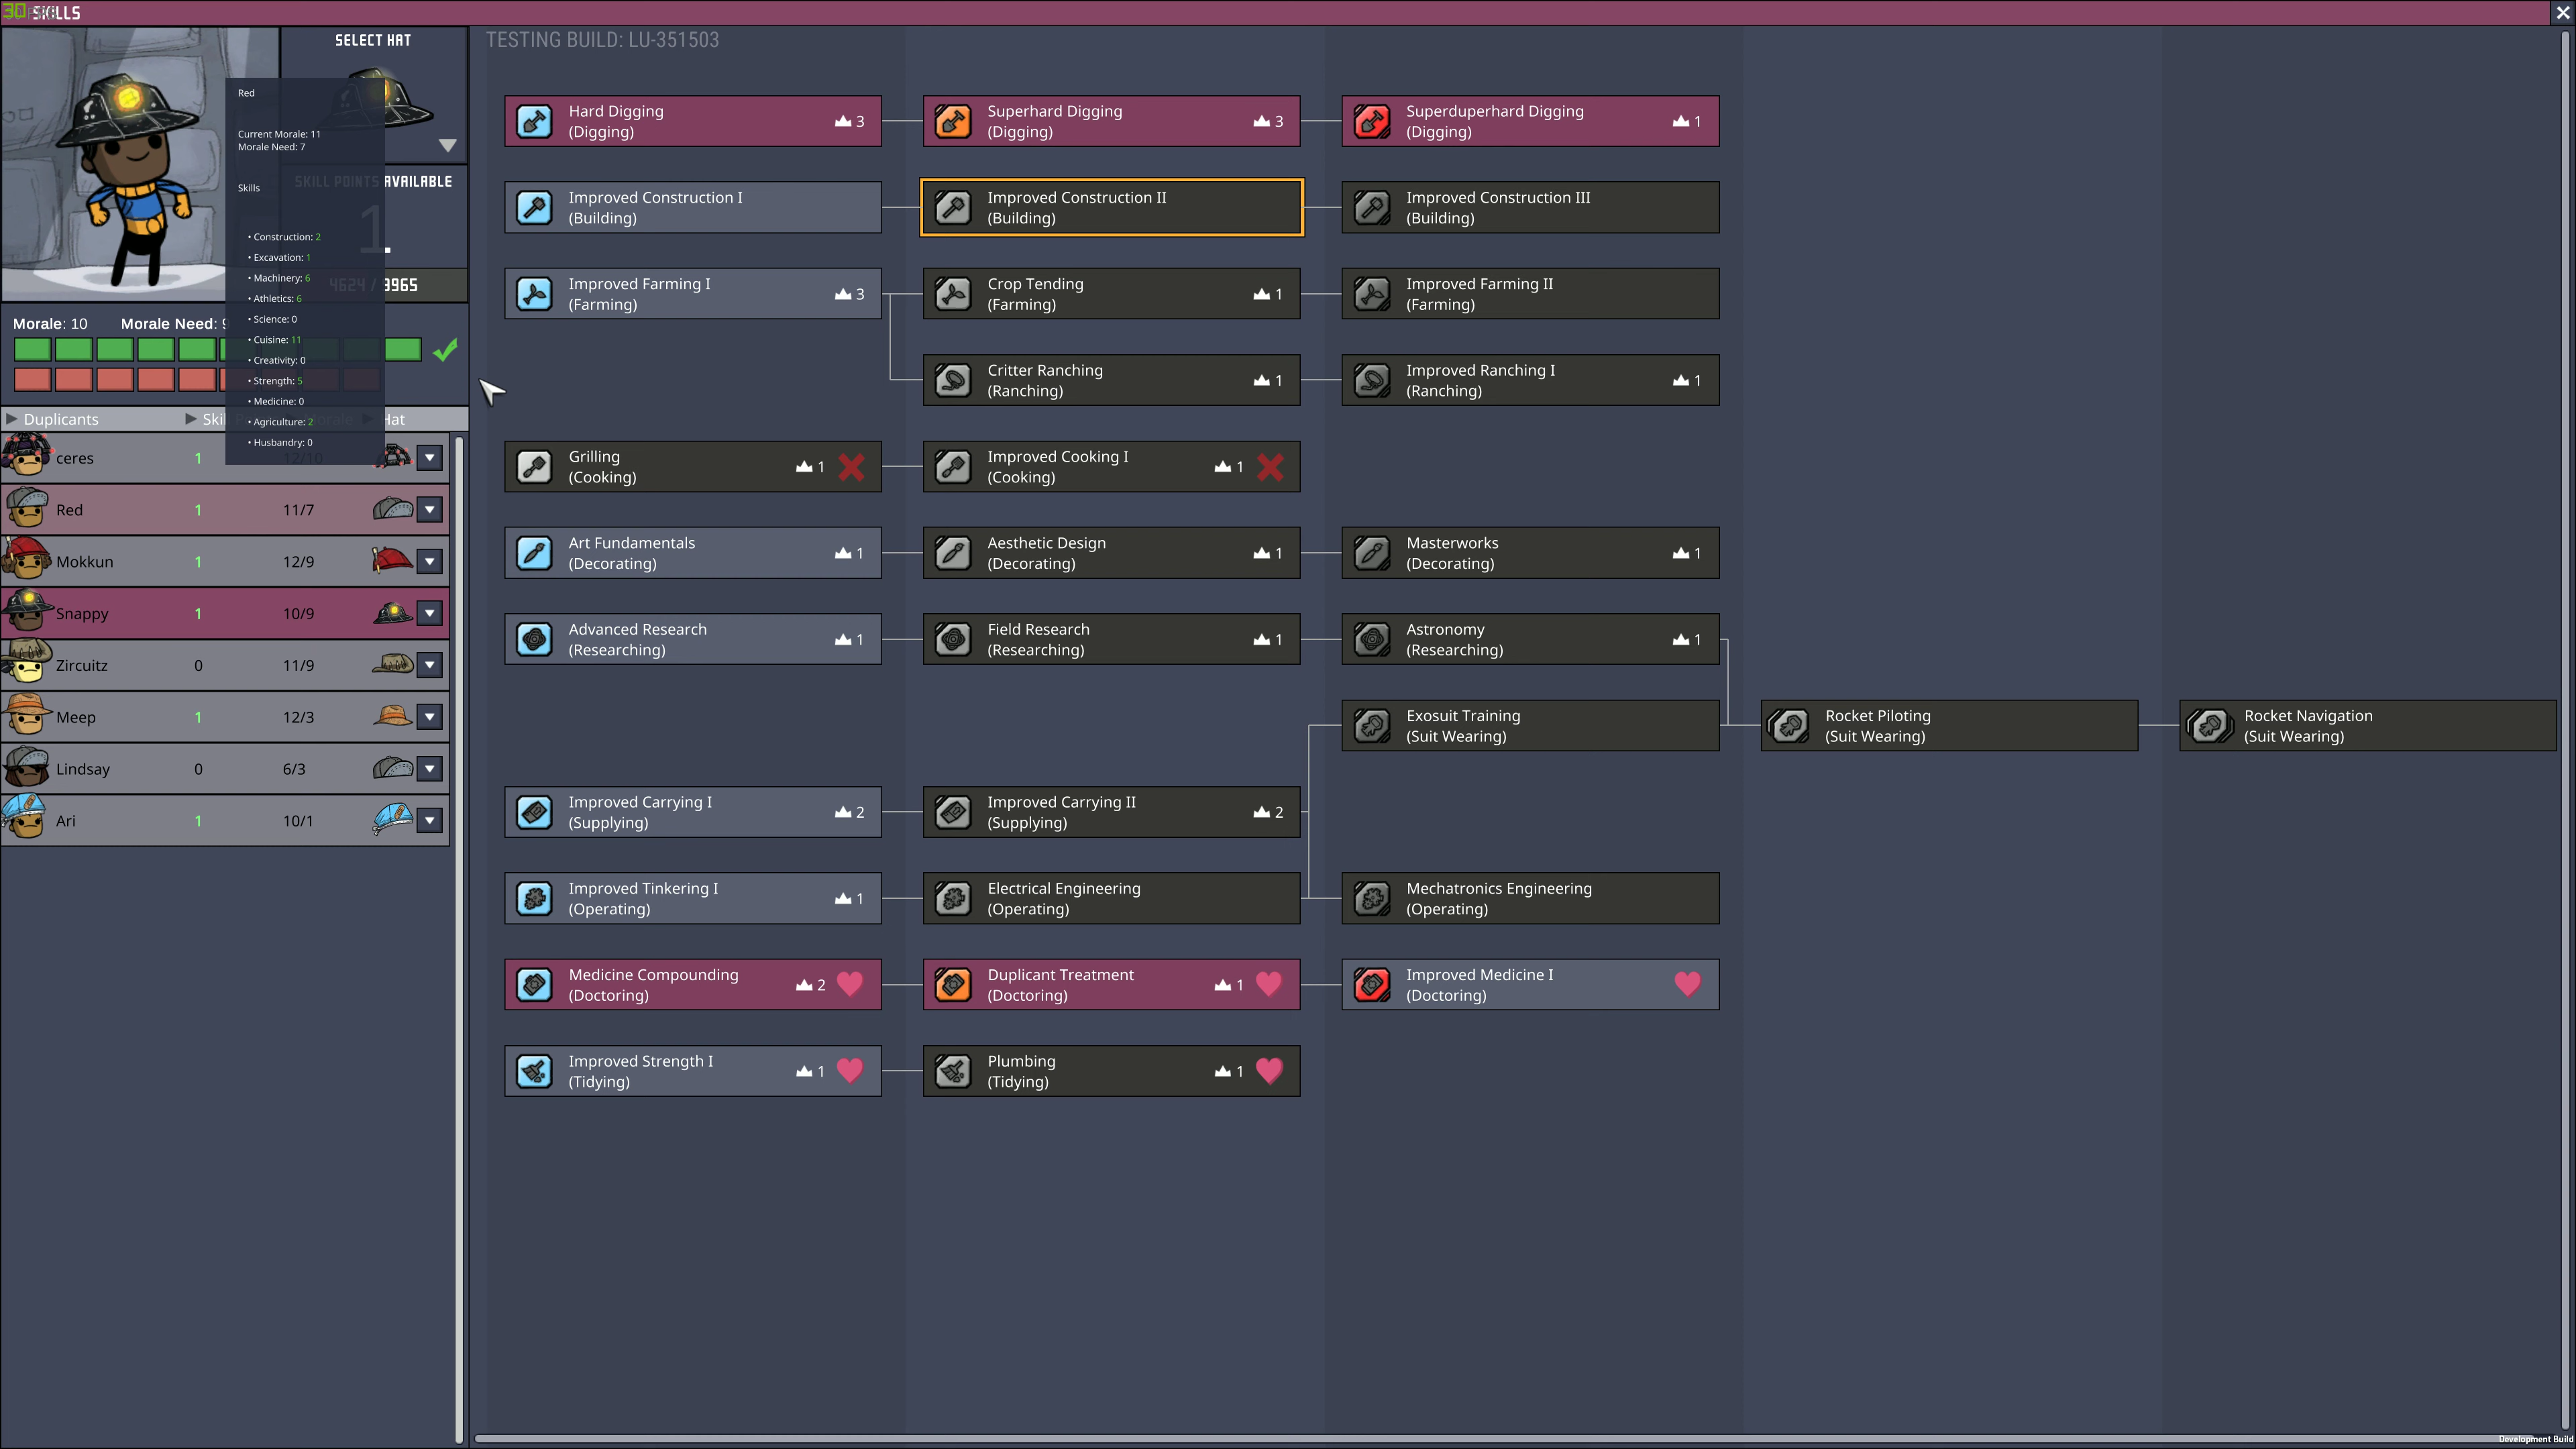 30
SKILLS
TESTING BUILD: LU-351503
SELECT HAT
SKILL POINTS AVAILABLE
1
4624 / 3965
Morale: 10 Morale Need: 9
Red
Current Morale: 11
Morale Need: 7
Skills
• Construction: 2
• Excavation: 1
• Machinery: 6
• Athletics: 6
• Science: 0
• Cuisine: 11
• Creativity: 0
• Strength: 5
• Medicine: 0
• Agriculture: 2
• Husbandry: 0
Duplicants Hat
ceres 1 12/10
Red 1 11/7
Mokkun 1 12/9
Snappy 1 10/9
Zircuitz 0 11/9
Meep 1 12/3
Lindsay 0 6/3
Ari 1 10/1
Hard Digging
(Digging)
3
Superhard Digging
(Digging)
3
Superduperhard Digging
(Digging)
1
Improved Construction I
(Building)
Improved Construction II
(Building)
Improved Construction III
(Building)
Improved Farming I
(Farming)
3
Crop Tending
(Farming)
1
Improved Farming II
(Farming)
Critter Ranching
(Ranching)
1
Improved Ranching I
(Ranching)
1
Grilling
(Cooking)
1
Improved Cooking I
(Cooking)
1
Art Fundamentals
(Decorating)
1
Aesthetic Design
(Decorating)
1
Masterworks
(Decorating)
1
Advanced Research
(Researching)
1
Field Research
(Researching)
1
Astronomy
(Researching)
1
Exosuit Training
(Suit Wearing)
Rocket Piloting
(Suit Wearing)
Rocket Navigation
(Suit Wearing)
Improved Carrying I
(Supplying)
2
Improved Carrying II
(Supplying)
2
Improved Tinkering I
(Operating)
1
Electrical Engineering
(Operating)
Mechatronics Engineering
(Operating)
Medicine Compounding
(Doctoring)
2
Duplicant Treatment
(Doctoring)
1
Improved Medicine I
(Doctoring)
Improved Strength I
(Tidying)
1
Plumbing
(Tidying)
1
Development Build